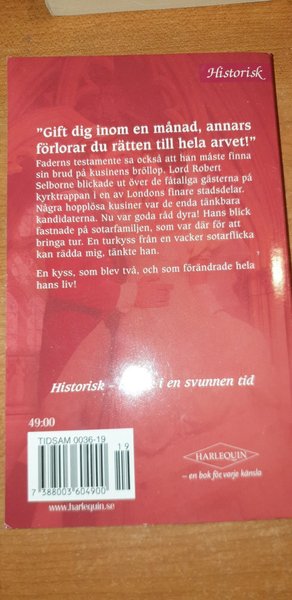 Historisk
"Gift dig inom en månad, annars
förlorar du rätten till hela arvet!"
Faderns testamente sa också att han måste finna
sin brud på kusinens bröllop. Lord Robert
Selborne blickade ut över de fåtaliga gästerna på
kyrktrappan i en av Londons finare stadsdelar.
Några hopplösa kusiner var de enda tänkbara
kandidaterna. Nu var goda råd dyra! Hans blick
fastnade på sotarfamiljen, som var där för att
bringa tur. En turkyss från en vacker sotarflicka
kan rädda mig, tänkte han.
En kyss, som blev två, och som förändrade hela
hans liv!
Historisk - i en svunnen tid
49:00
TIDSAM 0036-19
19
7 388003 604900
www.harlequin.se
HARLEQUIN
– en bok för varje känsla